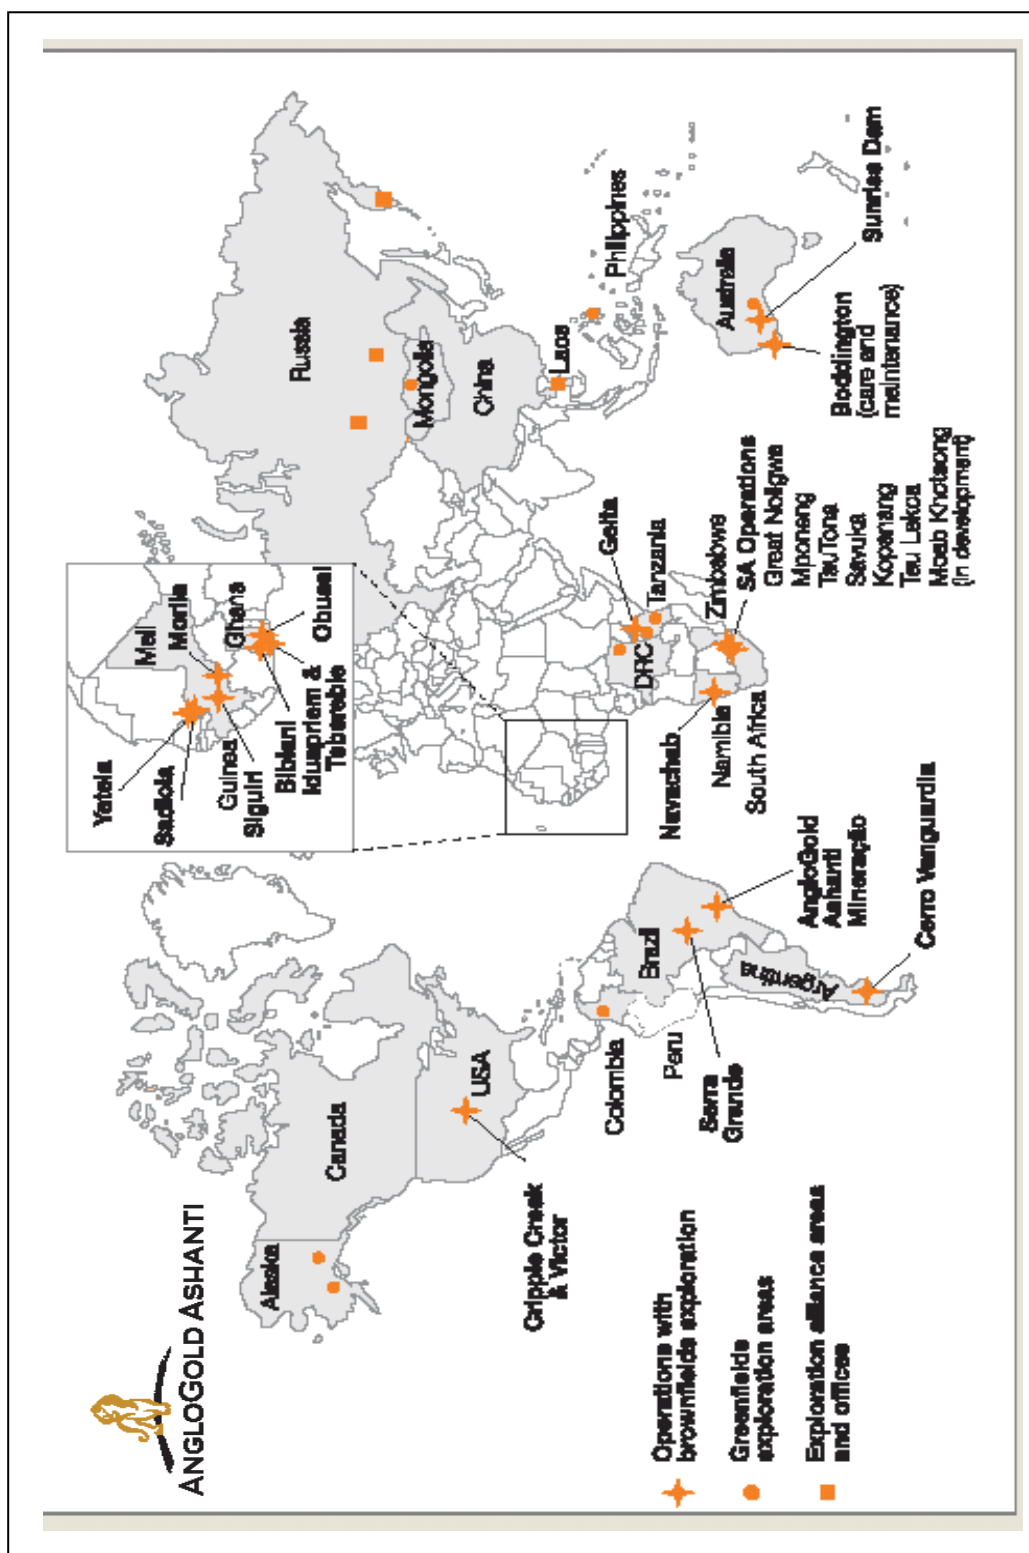 ANGLOGOLD ASHANTI
Alaska
Canada
USA
Cripple Creek
& Victor
Colombia
Peru
Brazil
Serra
Grande
AngloGold
Ashanti
Mineração
Argentina
Cerro Vanguardia
Yatela
Sadiola
Guinea
Siguiri
Bibiani
Iduapriem &
Teberebie
Obuasi
Ghana
Morila
Mali
Russia
Mongolia
China
Laos
Philippines
Geita
Tanzania
DRC
Zimbabwe
Navachab
Namibia
South Africa
SA Operations
Great Noligwa
Mponeng
TauTona
Savuka
Kopanang
Tau Lekoa
Moab Khotsong
(in development)
Australia
Boddington
(care and
maintenance)
Sunrise Dam
Operations with
brownfields exploration
Greenfields
exploration areas
Exploration alliance areas
and offices